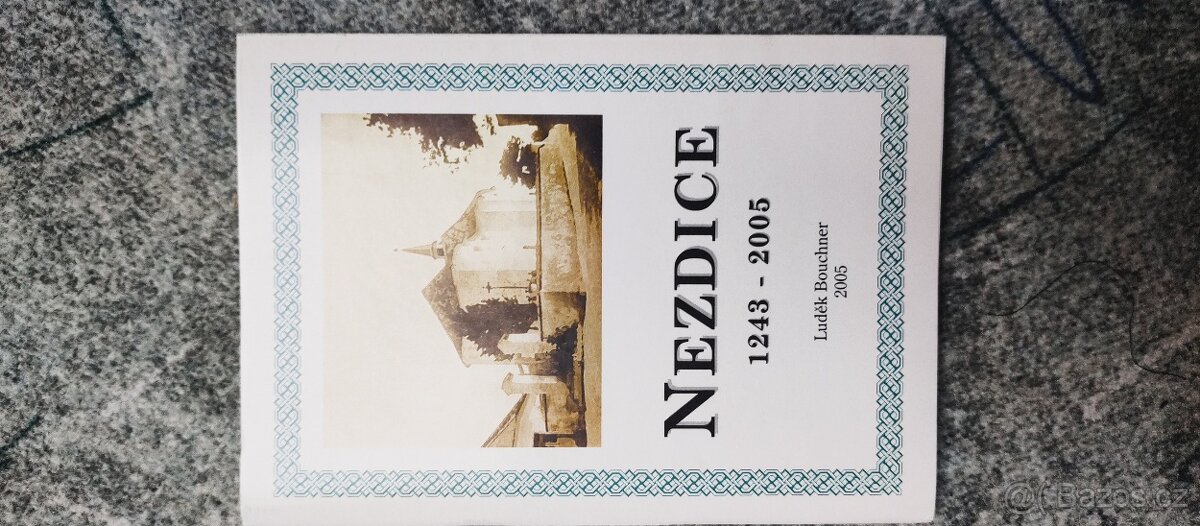 NEZDICE
1243 - 2005
Luděk Bouchner
2005
Bazos.cz